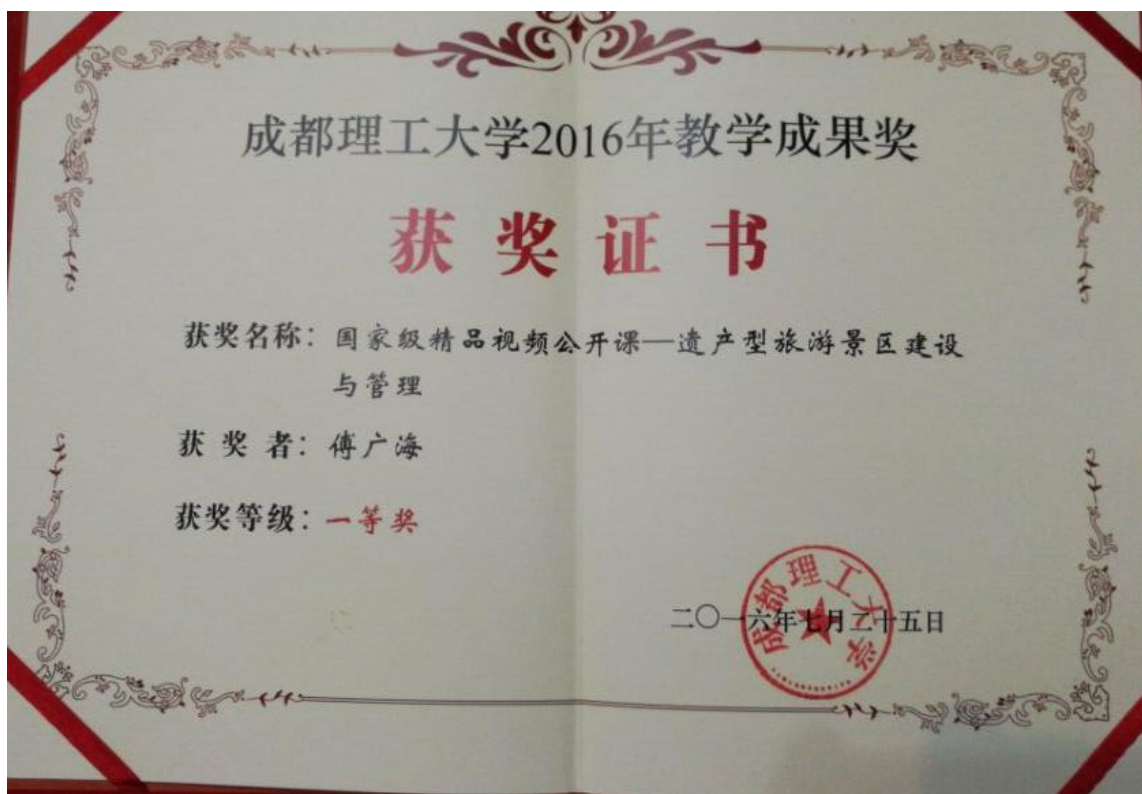 成都理工大学2016年教学成果奖
获奖证书
获奖名称：国家级精品视频公开课—遗产型旅游景区建设
与管理
获奖者：傅广海
获奖等级：一等奖
二〇一六年七月二十五日
成都理工大学